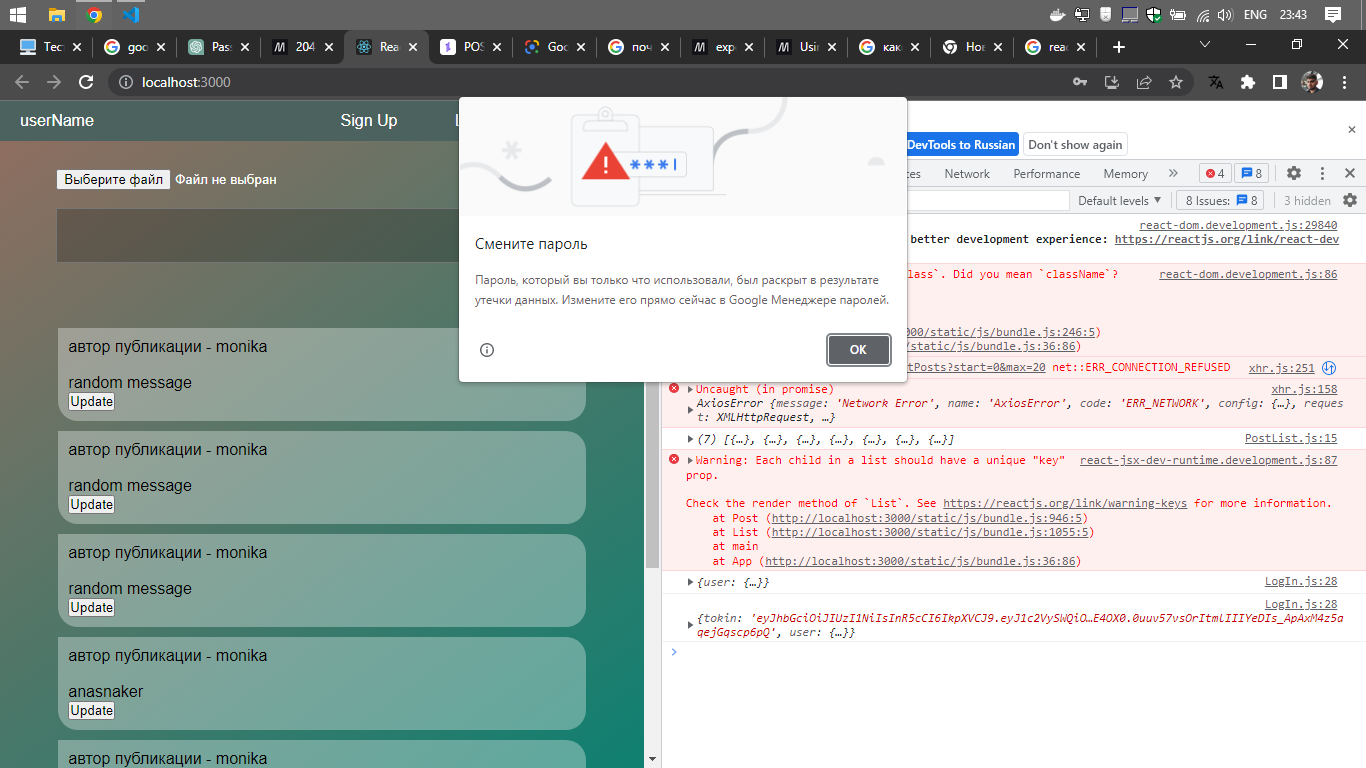 ENG 23:43
Тест
goo
Pass
204
Rea
POS
Goo
поч
exp
Usin
как
Нов
reac
localhost:3000
userName
Sign Up
Выберите файл Файл не выбран
автор публикации - monika
random message
Update
автор публикации - monika
random message
Update
автор публикации - monika
random message
Update
автор публикации - monika
anasnaker
Update
автор публикации - monika
***
Смените пароль
Пароль, который вы только что использовали, был раскрыт в результате
утечки данных. Измените его прямо сейчас в Google Менеджере паролей.
OK
DevTools to Russian Don't show again
Network Performance Memory 4 8
Default levels 8 Issues: 8 3 hidden
react-dom.development.js:29840
better development experience: https://reactjs.org/link/react-dev
lass`. Did you mean `className`? react-dom.development.js:86
00/static/js/bundle.js:246:5)
/static/js/bundle.js:36:86)
tPosts?start=0&max=20 net::ERR_CONNECTION_REFUSED xhr.js:251
Uncaught (in promise) xhr.js:158
AxiosError {message: 'Network Error', name: 'AxiosError', code: 'ERR_NETWORK', config: {…}, reques
t: XMLHttpRequest, …}
(7) [{…}, {…}, {…}, {…}, {…}, {…}, {…}] PostList.js:15
Warning: Each child in a list should have a unique "key" react-jsx-dev-runtime.development.js:87
prop.
Check the render method of `List`. See https://reactjs.org/link/warning-keys for more information.
at Post (http://localhost:3000/static/js/bundle.js:946:5)
at List (http://localhost:3000/static/js/bundle.js:1055:5)
at main
at App (http://localhost:3000/static/js/bundle.js:36:86)
{user: {…}} LogIn.js:28
LogIn.js:28
{tokin: 'eyJhbGciOiJIUzI1NiIsInR5cCI6IkpXVCJ9.eyJ1c2VySWQiO…E4OX0.0uuv57vsOrItmlIIIYeDIs_ApAxM4z5a
qejGqscp6pQ', user: {…}}